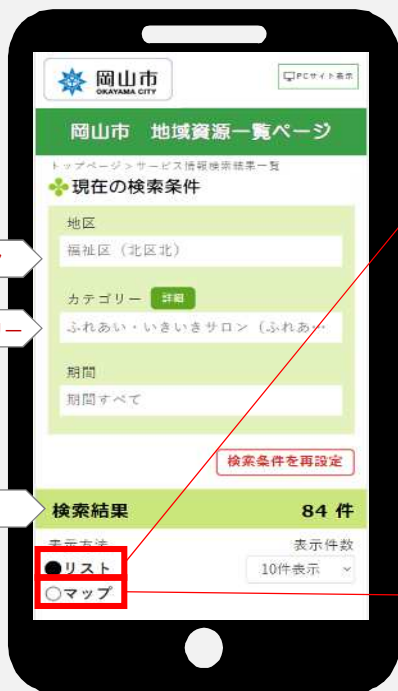 岡山市
OKAYAMA CITY
PCサイト表示
岡山市 地域資源一覧ページ
トップページ>サービス情報検索結果一覧
現在の検索条件
地区
福祉区(北区北)
カテゴリー 詳細
ふれあい・いきいきサロン(ふれあ…
期間
期間すべて
検索条件を再設定
検索結果 84 件
表示方法 表示件数
●リスト 10件表示
○マップ